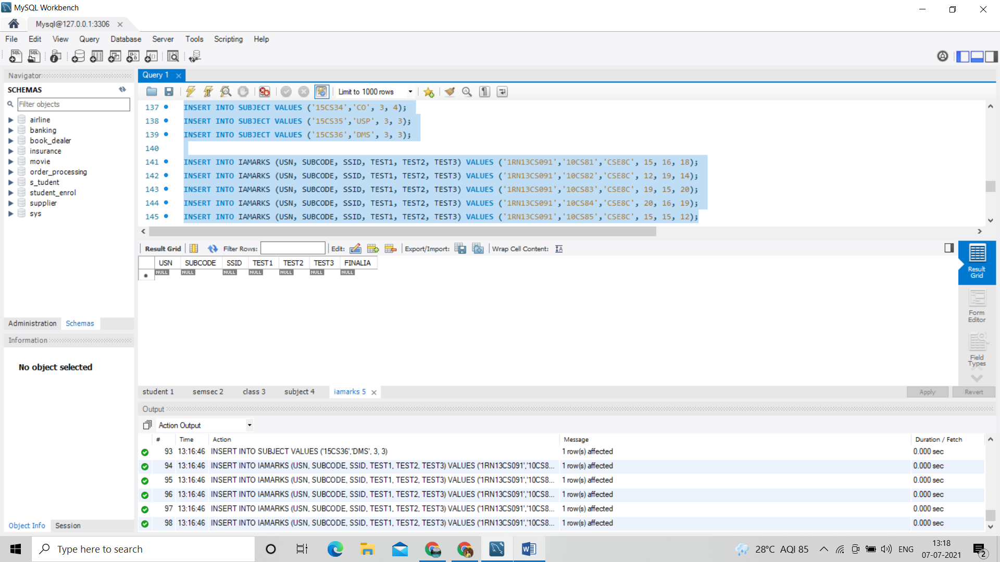 MySQL Workbench
Mysql@127.0.0.1:3306
File Edit View Query Database Server Tools Scripting Help
Navigator
SCHEMAS
Filter objects
airline
banking
book_dealer
insurance
movie
order_processing
s_tudent
student_enrol
supplier
sys
Administration Schemas
Information
No object selected
Object Info Session
Query 1
Limit to 1000 rows
137 INSERT INTO SUBJECT VALUES ('15CS34','CO', 3, 4);
138 INSERT INTO SUBJECT VALUES ('15CS35','USP', 3, 3);
139 INSERT INTO SUBJECT VALUES ('15CS36','DMS', 3, 3);
140
141 INSERT INTO IAMARKS (USN, SUBCODE, SSID, TEST1, TEST2, TEST3) VALUES ('1RN13CS091','10CS81','CSE8C', 15, 16, 18);
142 INSERT INTO IAMARKS (USN, SUBCODE, SSID, TEST1, TEST2, TEST3) VALUES ('1RN13CS091','10CS82','CSE8C', 12, 19, 14);
143 INSERT INTO IAMARKS (USN, SUBCODE, SSID, TEST1, TEST2, TEST3) VALUES ('1RN13CS091','10CS83','CSE8C', 19, 15, 20);
144 INSERT INTO IAMARKS (USN, SUBCODE, SSID, TEST1, TEST2, TEST3) VALUES ('1RN13CS091','10CS84','CSE8C', 20, 16, 19);
145 INSERT INTO IAMARKS (USN, SUBCODE, SSID, TEST1, TEST2, TEST3) VALUES ('1RN13CS091','10CS85','CSE8C', 15, 15, 12);
Result Grid Filter Rows: Edit: Export/Import: Wrap Cell Content:
USN SUBCODE SSID TEST1 TEST2 TEST3 FINALIA
NULL NULL NULL NULL NULL NULL NULL
Result
Grid
Form
Editor
Field
Types
student 1 semsec 2 class 3 subject 4 iamarks 5
Apply Revert
Output
Action Output
# Time Action Message Duration / Fetch
93 13:16:46 INSERT INTO SUBJECT VALUES ('15CS36','DMS', 3, 3) 1 row(s) affected 0.000 sec
94 13:16:46 INSERT INTO IAMARKS (USN, SUBCODE, SSID, TEST1, TEST2, TEST3) VALUES ('1RN13CS091','10CS8... 1 row(s) affected 0.000 sec
95 13:16:46 INSERT INTO IAMARKS (USN, SUBCODE, SSID, TEST1, TEST2, TEST3) VALUES ('1RN13CS091','10CS8... 1 row(s) affected 0.000 sec
96 13:16:46 INSERT INTO IAMARKS (USN, SUBCODE, SSID, TEST1, TEST2, TEST3) VALUES ('1RN13CS091','10CS8... 1 row(s) affected 0.000 sec
97 13:16:46 INSERT INTO IAMARKS (USN, SUBCODE, SSID, TEST1, TEST2, TEST3) VALUES ('1RN13CS091','10CS8... 1 row(s) affected 0.000 sec
98 13:16:46 INSERT INTO IAMARKS (USN, SUBCODE, SSID, TEST1, TEST2, TEST3) VALUES ('1RN13CS091','10CS8... 1 row(s) affected 0.000 sec
Type here to search
28°C AQI 85 ENG
13:18
07-07-2021
2